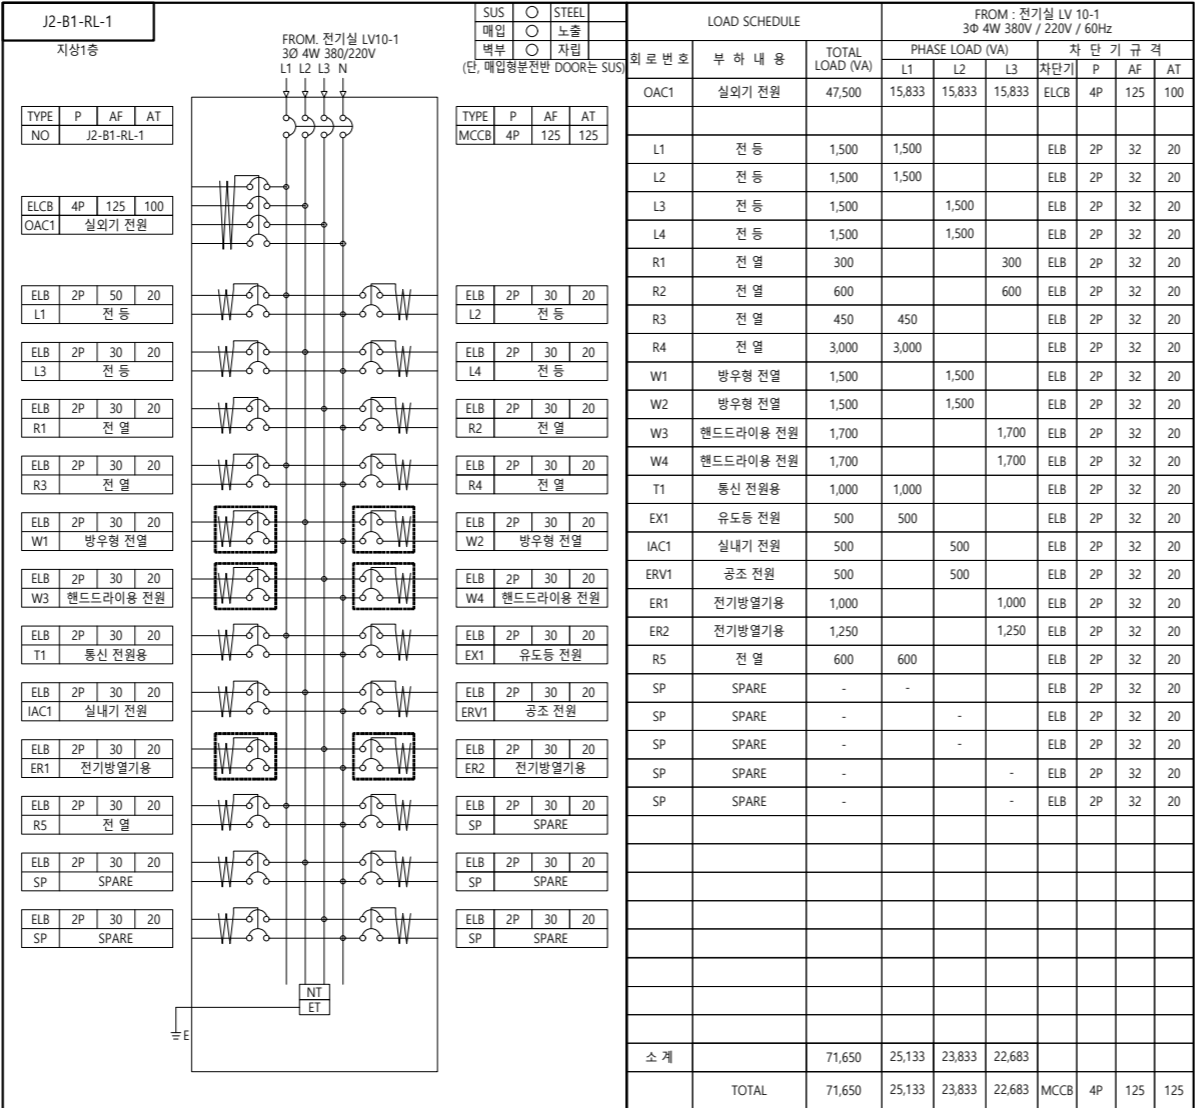 J2-B1-RL-1
지상1층
FROM. 전기실 LV10-1
3Ø 4W 380/220V
L1 L2 L3 N
SUS ○ STEEL
매입 ○ 노출
벽부 ○ 자립
(단, 매입형분전반 DOOR는 SUS)
TYPE P AF AT
NO J2-B1-RL-1
TYPE P AF AT
MCCB 4P 125 125
ELCB 4P 125 100
OAC1 실외기 전원
ELB 2P 50 20
L1 전 등
ELB 2P 30 20
L2 전 등
ELB 2P 30 20
L3 전 등
ELB 2P 30 20
L4 전 등
ELB 2P 30 20
R1 전 열
ELB 2P 30 20
R2 전 열
ELB 2P 30 20
R3 전 열
ELB 2P 30 20
R4 전 열
ELB 2P 30 20
W1 방우형 전열
ELB 2P 30 20
W2 방우형 전열
ELB 2P 30 20
W3 핸드드라이용 전원
ELB 2P 30 20
W4 핸드드라이용 전원
ELB 2P 30 20
T1 통신 전원용
ELB 2P 30 20
EX1 유도등 전원
ELB 2P 30 20
IAC1 실내기 전원
ELB 2P 30 20
ERV1 공조 전원
ELB 2P 30 20
ER1 전기방열기용
ELB 2P 30 20
ER2 전기방열기용
ELB 2P 30 20
R5 전 열
ELB 2P 30 20
SP SPARE
ELB 2P 30 20
SP SPARE
ELB 2P 30 20
SP SPARE
ELB 2P 30 20
SP SPARE
ELB 2P 30 20
SP SPARE
NT
ET
E
LOAD SCHEDULE
FROM : 전기실 LV 10-1
3Φ 4W 380V / 220V / 60Hz
회 로 번 호 부 하 내 용 TOTAL LOAD (VA) PHASE LOAD (VA) 차 단 기 규 격
L1 L2 L3 차단기 P AF AT
OAC1 실외기 전원 47,500 15,833 15,833 15,833 ELCB 4P 125 100
L1 전 등 1,500 1,500 ELB 2P 32 20
L2 전 등 1,500 1,500 ELB 2P 32 20
L3 전 등 1,500 1,500 ELB 2P 32 20
L4 전 등 1,500 1,500 ELB 2P 32 20
R1 전 열 300 300 ELB 2P 32 20
R2 전 열 600 600 ELB 2P 32 20
R3 전 열 450 450 ELB 2P 32 20
R4 전 열 3,000 3,000 ELB 2P 32 20
W1 방우형 전열 1,500 1,500 ELB 2P 32 20
W2 방우형 전열 1,500 1,500 ELB 2P 32 20
W3 핸드드라이용 전원 1,700 1,700 ELB 2P 32 20
W4 핸드드라이용 전원 1,700 1,700 ELB 2P 32 20
T1 통신 전원용 1,000 1,000 ELB 2P 32 20
EX1 유도등 전원 500 500 ELB 2P 32 20
IAC1 실내기 전원 500 500 ELB 2P 32 20
ERV1 공조 전원 500 500 ELB 2P 32 20
ER1 전기방열기용 1,000 1,000 ELB 2P 32 20
ER2 전기방열기용 1,250 1,250 ELB 2P 32 20
R5 전 열 600 600 ELB 2P 32 20
SP SPARE - - ELB 2P 32 20
SP SPARE - - ELB 2P 32 20
SP SPARE - - ELB 2P 32 20
SP SPARE - - ELB 2P 32 20
SP SPARE - - ELB 2P 32 20
소 계 71,650 25,133 23,833 22,683
TOTAL 71,650 25,133 23,833 22,683 MCCB 4P 125 125